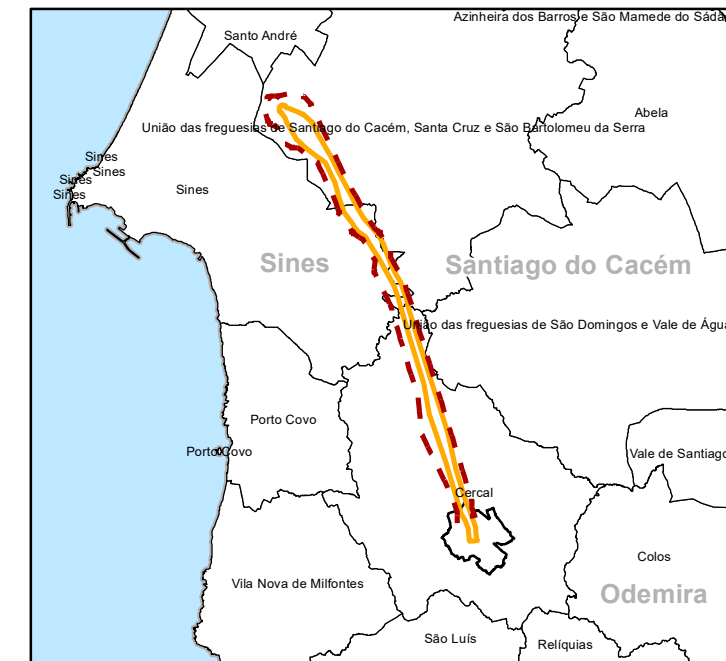 Azinheira dos Barros e São Mamede do Sádã
Santo André
Abela
União das freguesias de Santiago do Cacém, Santa Cruz e São Bartolomeu da Serra
Sines
Sines
Sines
Sines
Sines
Sines
Santiago do Cacém
União das freguesias de São Domingos e Vale de Água
Porto Covo
Porto Covo
Vale de Santiago
Cercal
Colos
Vila Nova de Milfontes
Odemira
São Luís
Relíquias